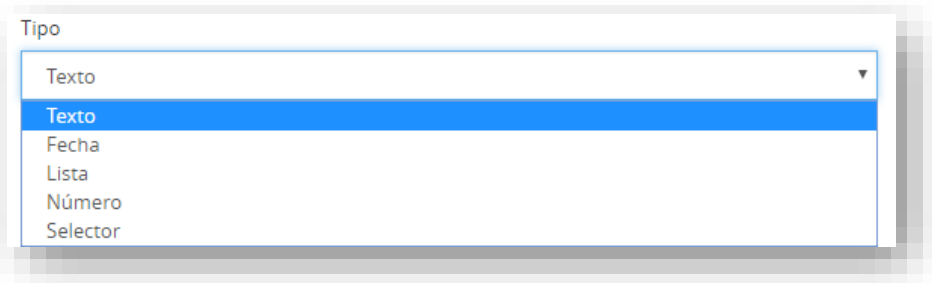 Tipo
Texto
Texto
Fecha
Lista
Número
Selector